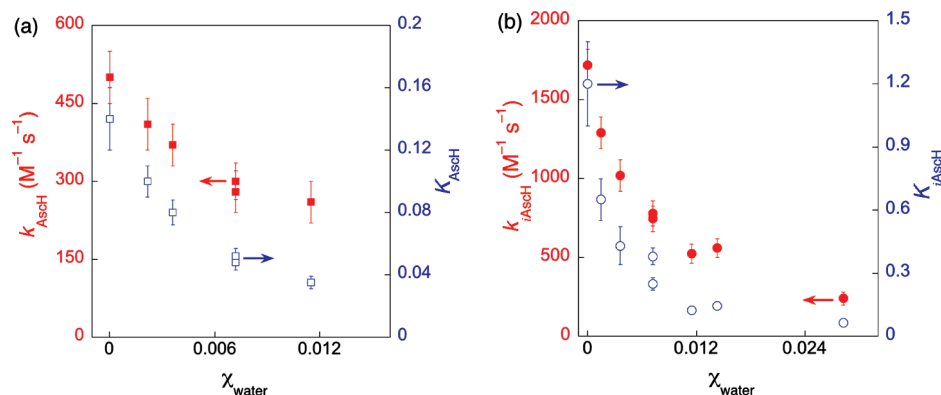 (a)
600
450
300
150
0
k_AscH (M⁻¹ s⁻¹)
0.2
0.16
0.12
0.08
0.04
0
K_AscH
0 0.006 0.012
χ_water
(b)
2000
1500
1000
500
0
k_iAscH (M⁻¹ s⁻¹)
1.5
1.2
0.9
0.6
0.3
0
K_iAscH
0 0.012 0.024
χ_water